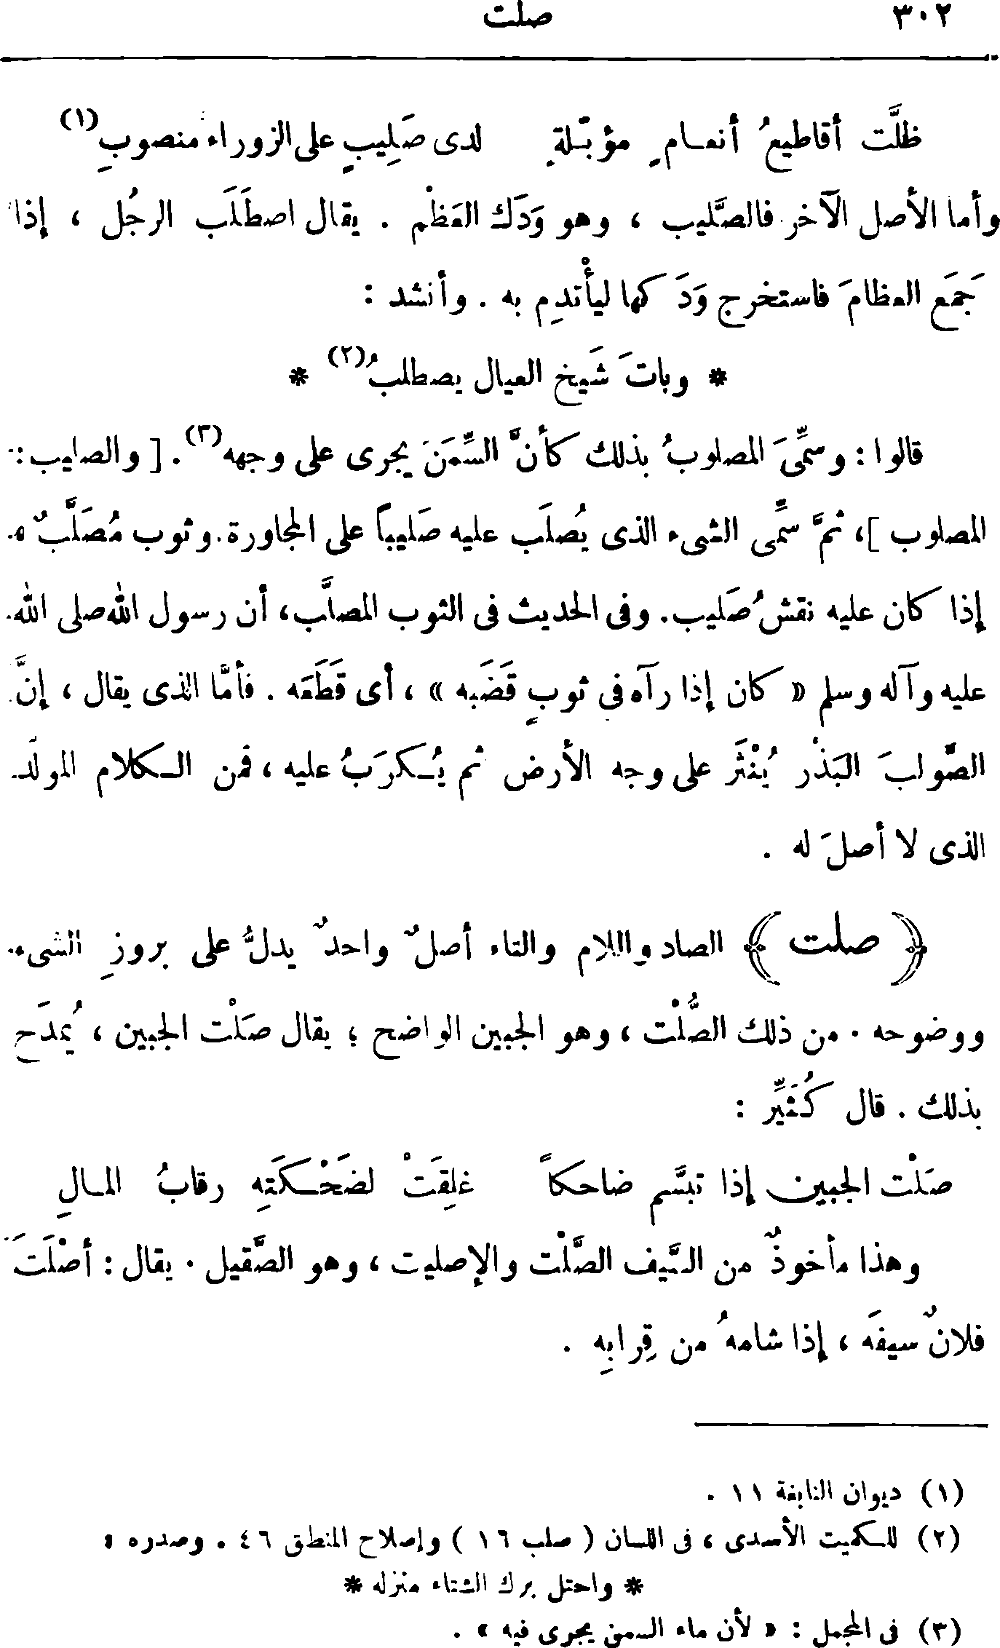 ٣٠٢ صلت
ظلَّت أقاطيعُ أنعامٍ مؤبّلةٍ لدى صَلِيبٍ على الزوراء منصوبِ(١)
وأما الأصل الآخر فالصَّليب ، وهو وَدَك العَظْم . يقال اصطَلَب الرجُل ، إذا
جَمَع العظامَ فاستخرج وَدَكها ليأْتدِم به . وأنشد :
* وباتَ شَيخ العيال يصطلبُ(٢) *
قالوا : وسمِّىَ المصلوبُ بذلك كأنَّ السِّمَنَ يجرى على وجهه(٣) . [ والصليب :
المصلوب ] ، ثمَّ سمِّى الشىء الذى يُصلَب عليه صَليباً على المجاورة . وثوب مُصَلَّبٌ ،
إذا كان عليه نقشُ صَليب . وفى الحديث فى الثوب المصلَّب، أن رسول الله صلى الله
عليه وآله وسلم « كان إذا رآه فى ثوبٍ قَضَبه » ، أى قَطَعَه . فأمَّا الذى يقال ، إنَّ
الصَّولبَ البَذْر يُنْثَر على وجه الأرض ثم يُكرَبُ عليه ، فمن الكلام المولّد
الذى لا أصلَ له .
﴿ صلت ﴾ الصاد واللام والتاء أصلٌ واحدٌ يدلُّ على بروزِ الشىء
ووضوحه . من ذلك الصُّلْت ، وهو الجبين الواضح ؛ يقال صَلْت الجبين ، يُمدَح
بذلك . قال كُثَيِّر :
صَلْت الجبين إذا تبسَّم ضاحكاً غلِقَتْ لضَحْكَتِه رقابُ المالِ
وهذا مأخوذٌ من السَّيف الصَّلْت والإصليت ، وهو الصَّقيل . يقال : أصْلَتَ
فلانٌ سيفَه ، إذا شامهُ من قِرابِه .
(١) ديوان النابغة ١١ .
(٢) للكميت الأسدى ، فى اللسان ( صلب ١٦ ) وإصلاح المنطق ٤٦ . وصدره :
* واحتل برك الشتاء منزله *
(٣) فى المجمل : « لأن ماء السمن يجرى فيه » .